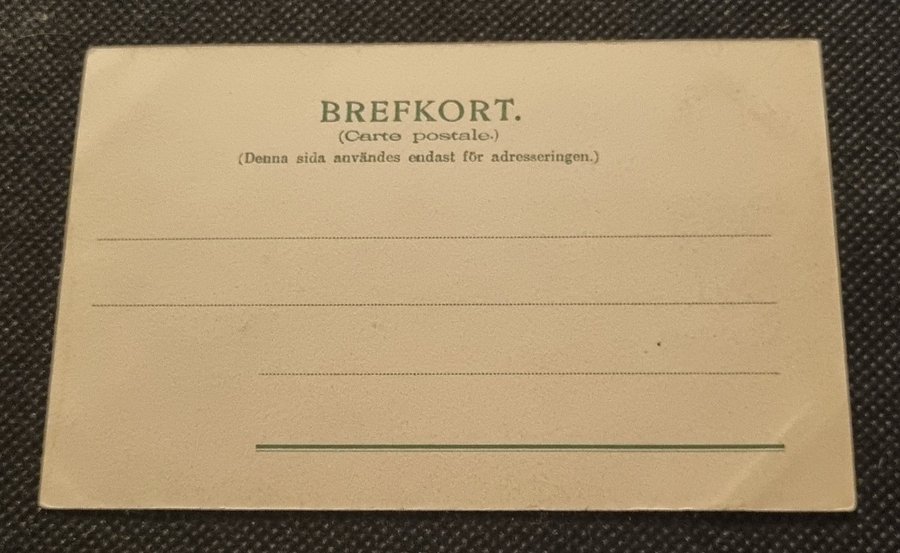 BREFKORT.
(Carte postale.)
(Denna sida användes endast för adresseringen.)